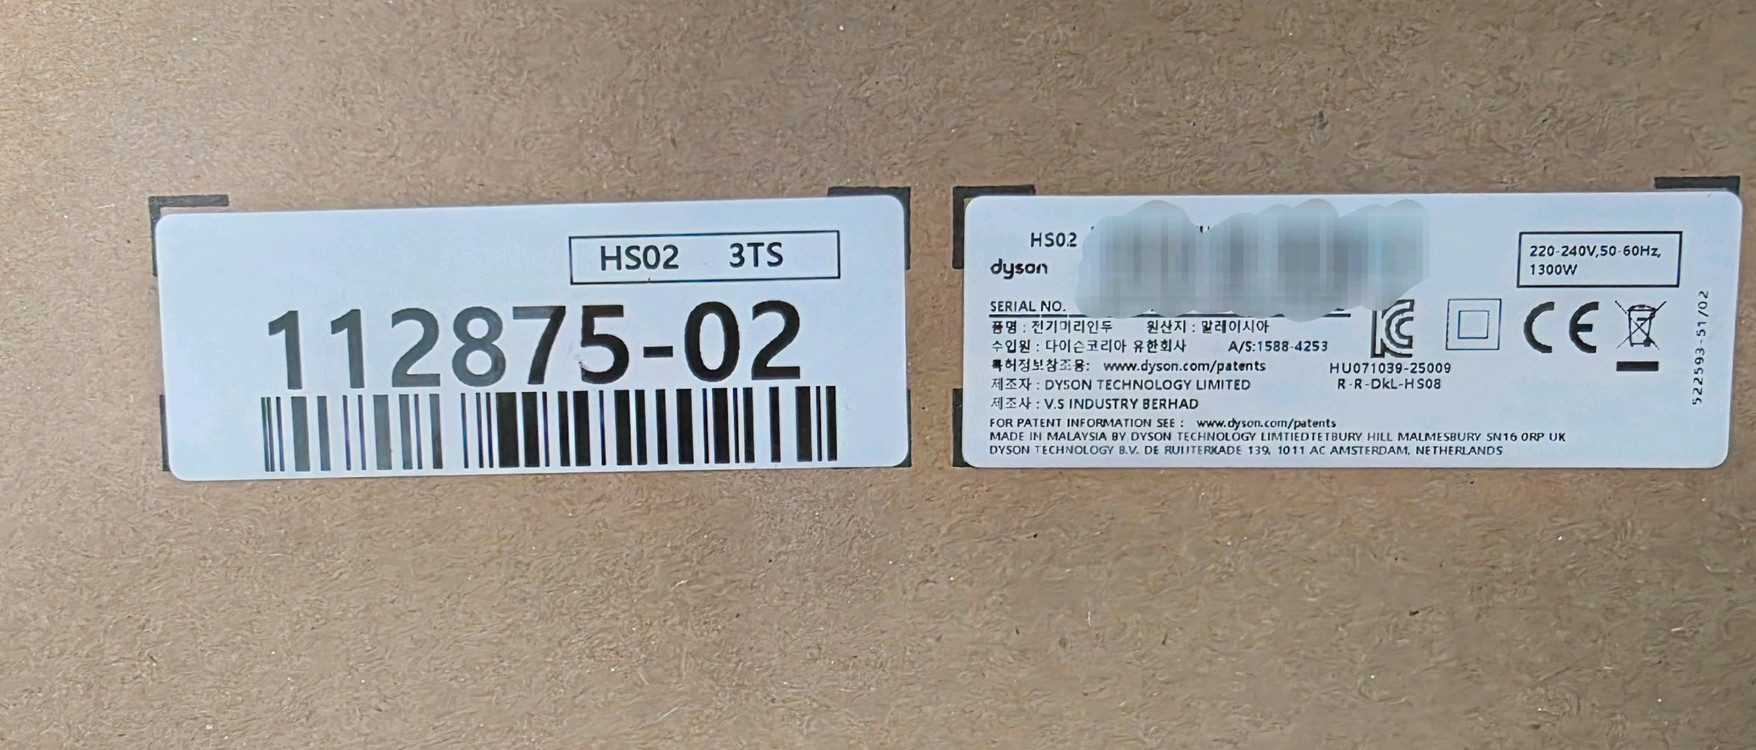 HS02 3TS
112875-02
HS02
dyson
220-240V,50-60Hz,
1300W
SERIAL NO.
품명 : 전기머리인두 원산지 : 말레이시아
수입원 : 다이슨코리아 유한회사 A/S:1588-4253
특허정보참조용: www.dyson.com/patents
HU071039-25009
제조자 : DYSON TECHNOLOGY LIMITED
R-R-DkL-HS08
제조사 : V.S INDUSTRY BERHAD
FOR PATENT INFORMATION SEE : www.dyson.com/patents
MADE IN MALAYSIA BY DYSON TECHNOLOGY LIMTIEDTETBURY HILL MALMESBURY SN16 0RP UK
DYSON TECHNOLOGY B.V. DE RUIJTERKADE 139, 1011 AC AMSTERDAM, NETHERLANDS
522593-51/02